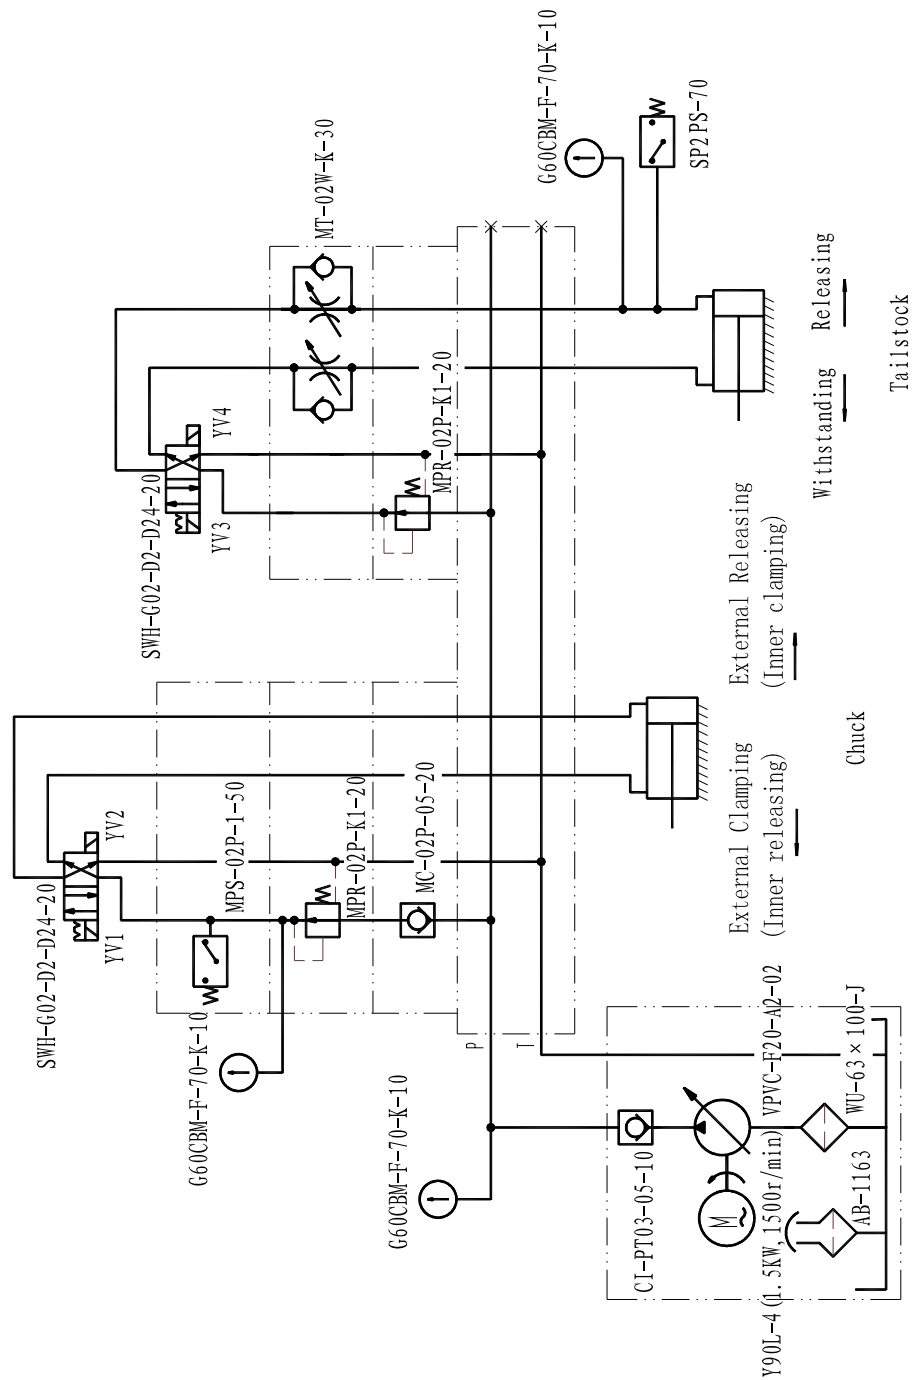 SWH-G02-D2-D24-20
YV1
YV2
MPS-02P-1-50
G60CBM-F-70-K-10
MPR-02P-K1-20
MC-02P-05-20
External Clamping
(Inner releasing)
External Releasing
(Inner clamping)
Chuck
SWH-G02-D2-D24-20
YV3
YV4
MT-02W-K-30
MPR-02P-K1-20
G60CBM-F-70-K-10
SP2PS-70
Withstanding
Releasing
Tailstock
P
T
G60CBM-F-70-K-10
CI-PT03-05-10
M
Y90L-4(1.5KW,1500r/min)
VPVC-F20-A2-02
WU-63×100-J
AB-1163